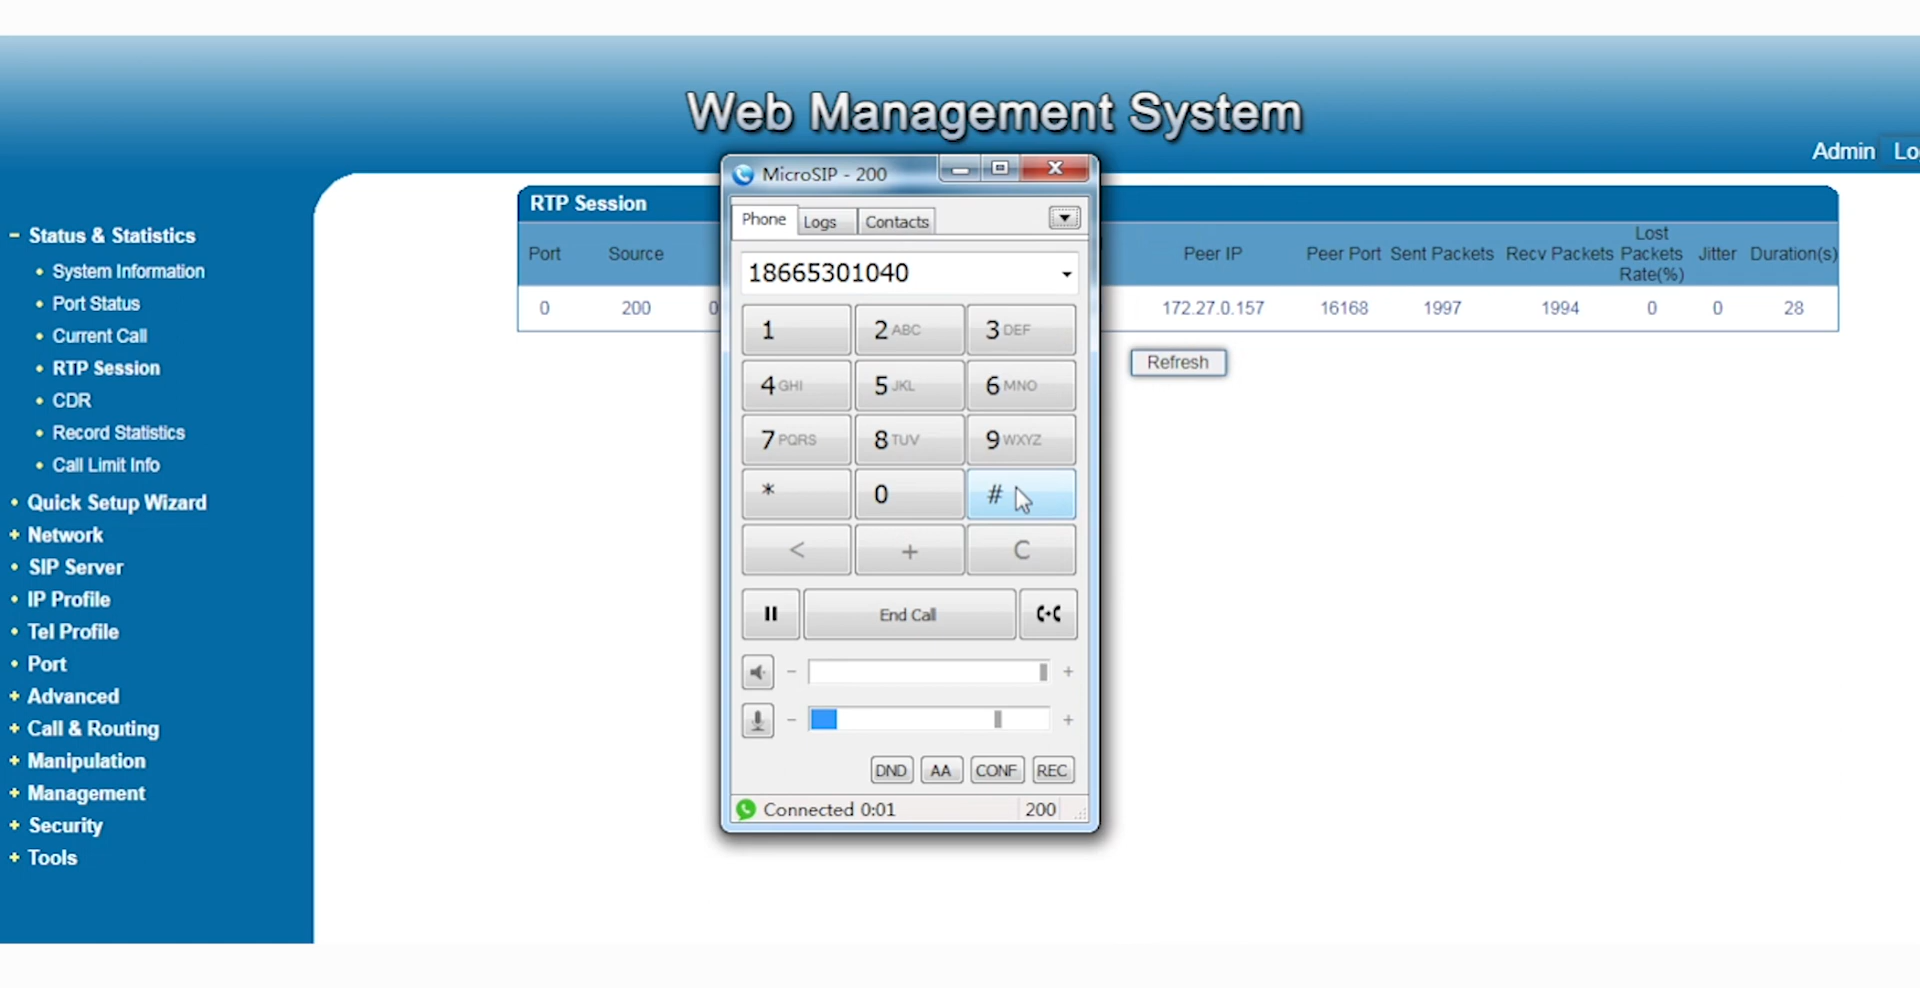 Web Management System
Admin Lo
Status & Statistics
System Information
Port Status
Current Call
RTP Session
CDR
Record Statistics
Call Limit Info
Quick Setup Wizard
Network
SIP Server
IP Profile
Tel Profile
Port
Advanced
Call & Routing
Manipulation
Management
Security
Tools
RTP Session
Port Source Peer IP Peer Port Sent Packets Recv Packets Lost Packets Rate(%) Jitter Duration(s)
0 200 0 172.27.0.157 16168 1997 1994 0 0 28
Refresh
MicroSIP - 200
Phone Logs Contacts
18665301040
1 2 ABC 3 DEF
4 GHI 5 JKL 6 MNO
7 PQRS 8 TUV 9 WXYZ
* 0 #
< + C
End Call
- +
- +
DND AA CONF REC
Connected 0:01 200